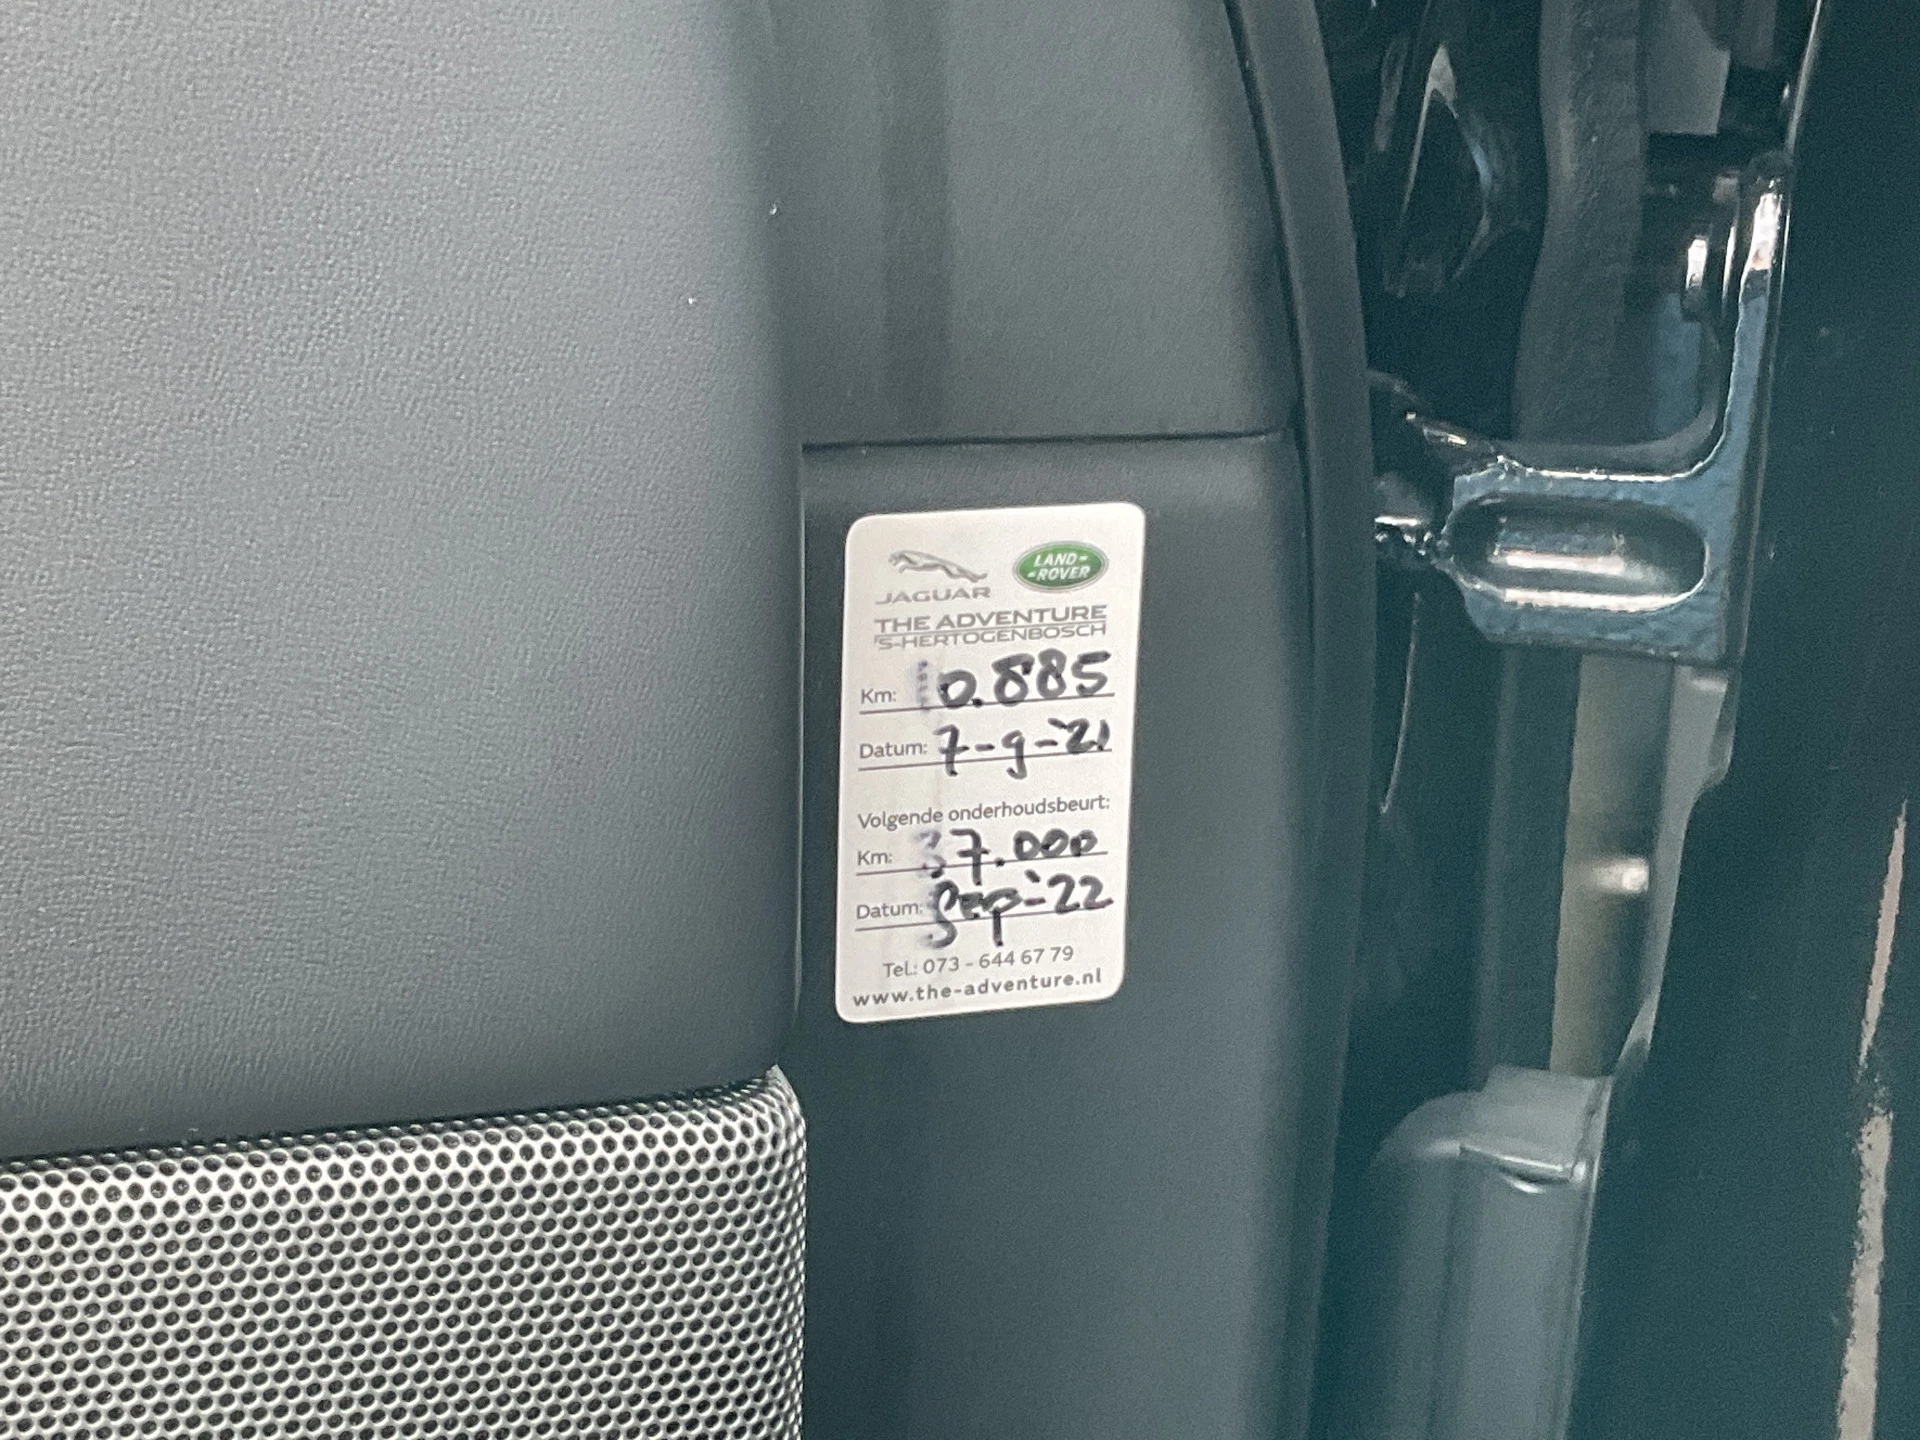 JAGUAR
LAND-
-ROVER
THE ADVENTURE
'S-HERTOGENBOSCH
Km: 10.885
Datum: 7-9-'21
Volgende onderhoudsbeurt:
Km: 37.000
Datum: Sep-'22
Tel.: 073 - 644 67 79
www.the-adventure.nl